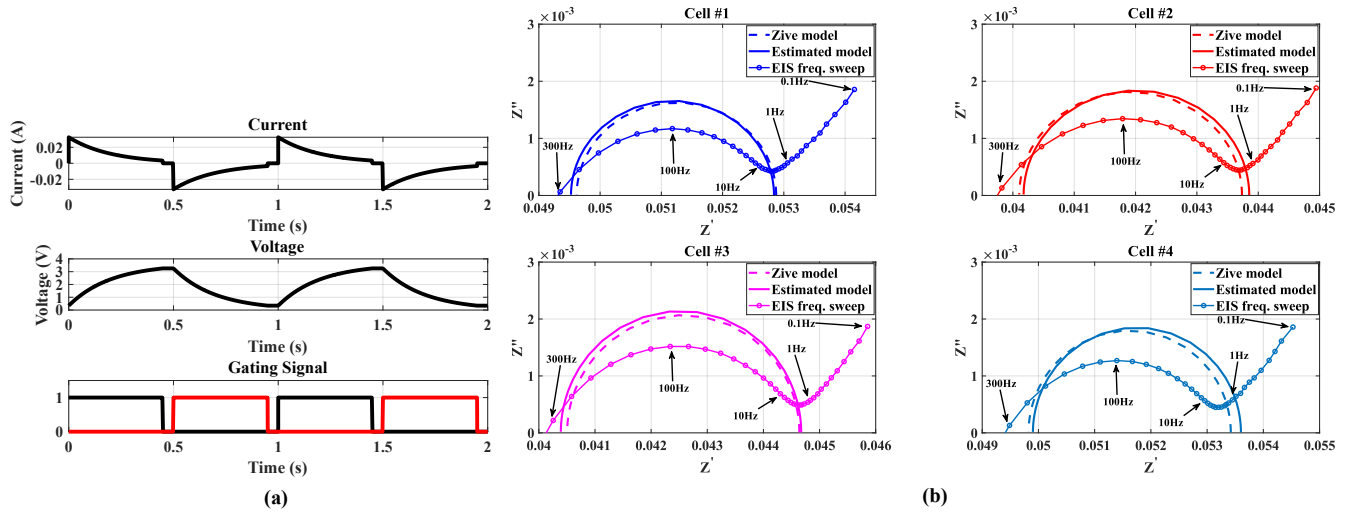 Current
Current (A)
0.02
0
-0.02
0 0.5 1 1.5 2
Time (s)
Voltage
Voltage (V)
4
3
2
1
0
0 0.5 1 1.5 2
Time (s)
Gating Signal
1
0
0 0.5 1 1.5 2
Time (s)
(a)
Cell #1
×10⁻³
3
2
1
0
Z''
Zive model
Estimated model
EIS freq. sweep
0.1Hz
1Hz
300Hz
100Hz
10Hz
0.049 0.05 0.051 0.052 0.053 0.054
Z'
Cell #2
×10⁻³
3
2
1
0
Z''
Zive model
Estimated model
EIS freq. sweep
0.1Hz
1Hz
300Hz
100Hz
10Hz
0.04 0.041 0.042 0.043 0.044 0.045
Z'
Cell #3
×10⁻³
3
2
1
0
Z''
Zive model
Estimated model
EIS freq. sweep
0.1Hz
1Hz
300Hz
100Hz
10Hz
0.04 0.041 0.042 0.043 0.044 0.045 0.046
Z'
Cell #4
×10⁻³
3
2
1
0
Z''
Zive model
Estimated model
EIS freq. sweep
0.1Hz
1Hz
300Hz
100Hz
10Hz
0.049 0.05 0.051 0.052 0.053 0.054 0.055
Z'
(b)